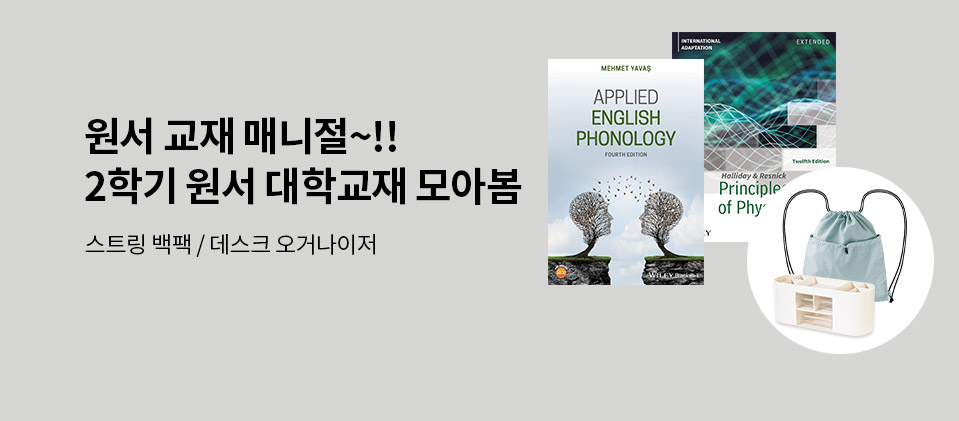 원서 교재 매니절~!!
2학기 원서 대학교재 모아봄
스트링 백팩 / 데스크 오거나이저
MEHMET YAVAŞ
APPLIED
ENGLISH
PHONOLOGY
FOURTH EDITION
WILEY
INTERNATIONAL
ADAPTATION
EXTENDED
Twelfth Edition
Halliday & Resnick
Principle
of Phy